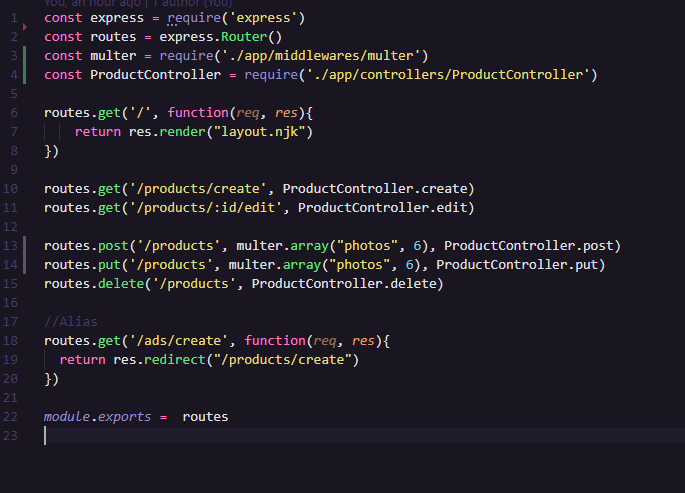 You, an hour ago | 1 author (You)
1 const express = require('express')
2 const routes = express.Router()
3 const multer = require('./app/middlewares/multer')
4 const ProductController = require('./app/controllers/ProductController')
5
6 routes.get('/', function(req, res){
7     return res.render("layout.njk")
8 })
9
10 routes.get('/products/create', ProductController.create)
11 routes.get('/products/:id/edit', ProductController.edit)
12
13 routes.post('/products', multer.array("photos", 6), ProductController.post)
14 routes.put('/products', multer.array("photos", 6), ProductController.put)
15 routes.delete('/products', ProductController.delete)
16
17 //Alias
18 routes.get('/ads/create', function(req, res){
19   return res.redirect("/products/create")
20 })
21
22 module.exports =  routes
23